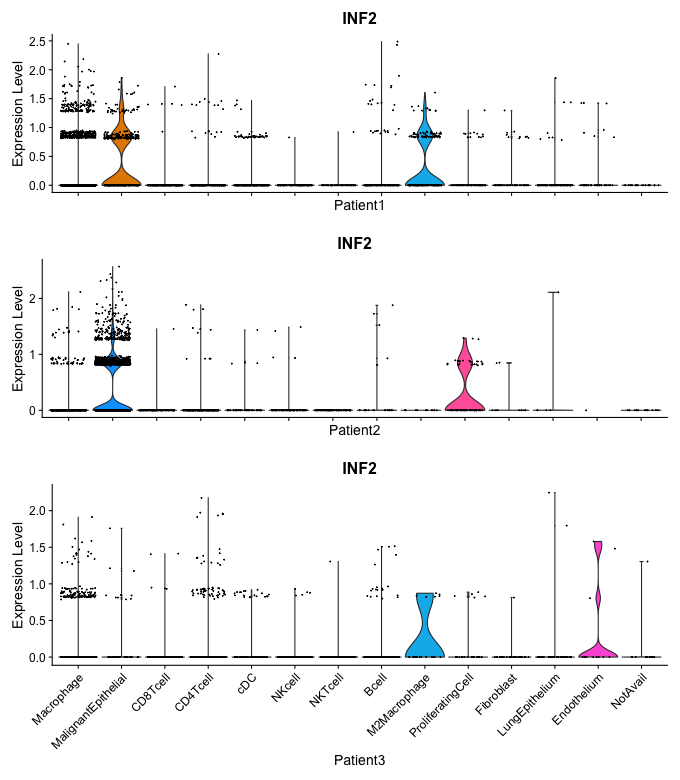 INF2
Expression Level
2.5
2.0
1.5
1.0
0.5
0.0
Patient1
INF2
Expression Level
2
1
0
Patient2
INF2
Expression Level
2.0
1.5
1.0
0.5
0.0
Macrophage
MalignantEpithelial
CD8Tcell
CD4Tcell
cDC
NKcell
NKTcell
Bcell
M2Macrophage
ProliferatingCell
Fibroblast
LungEpithelium
Endothelium
NotAvail
Patient3